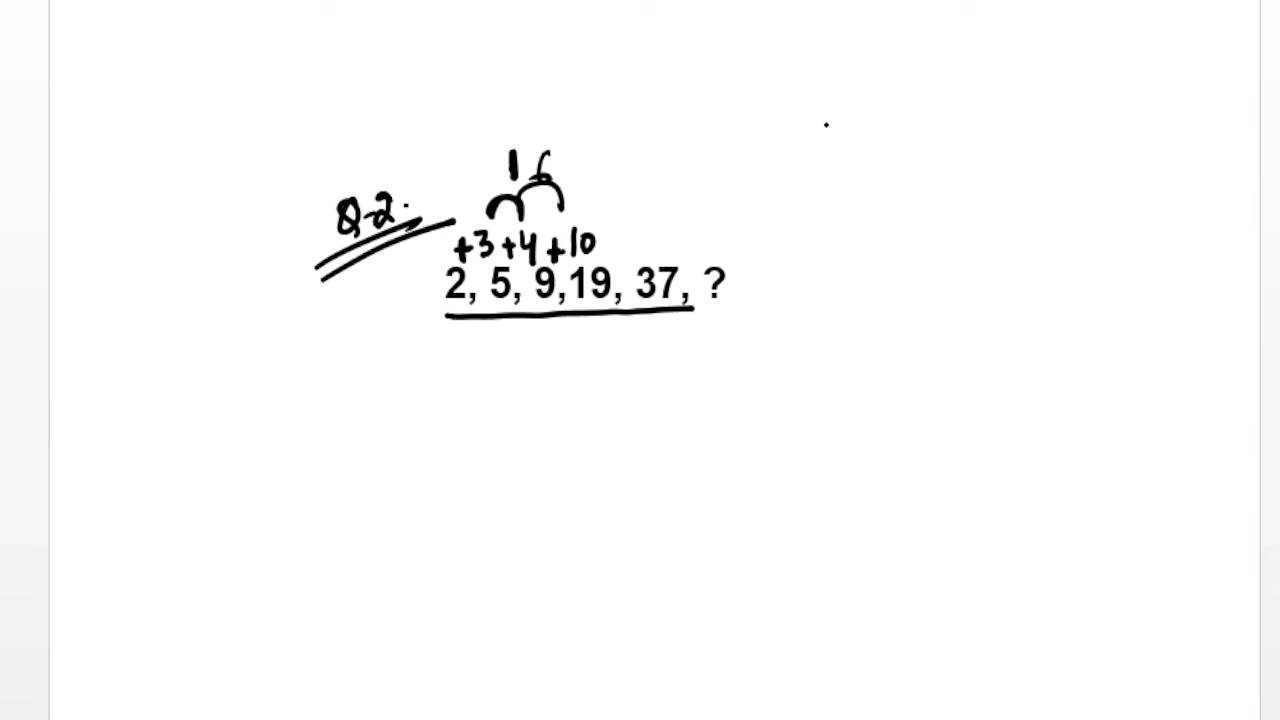 1 6
Q-2.
+3 +4 +10
2, 5, 9,19, 37, ?